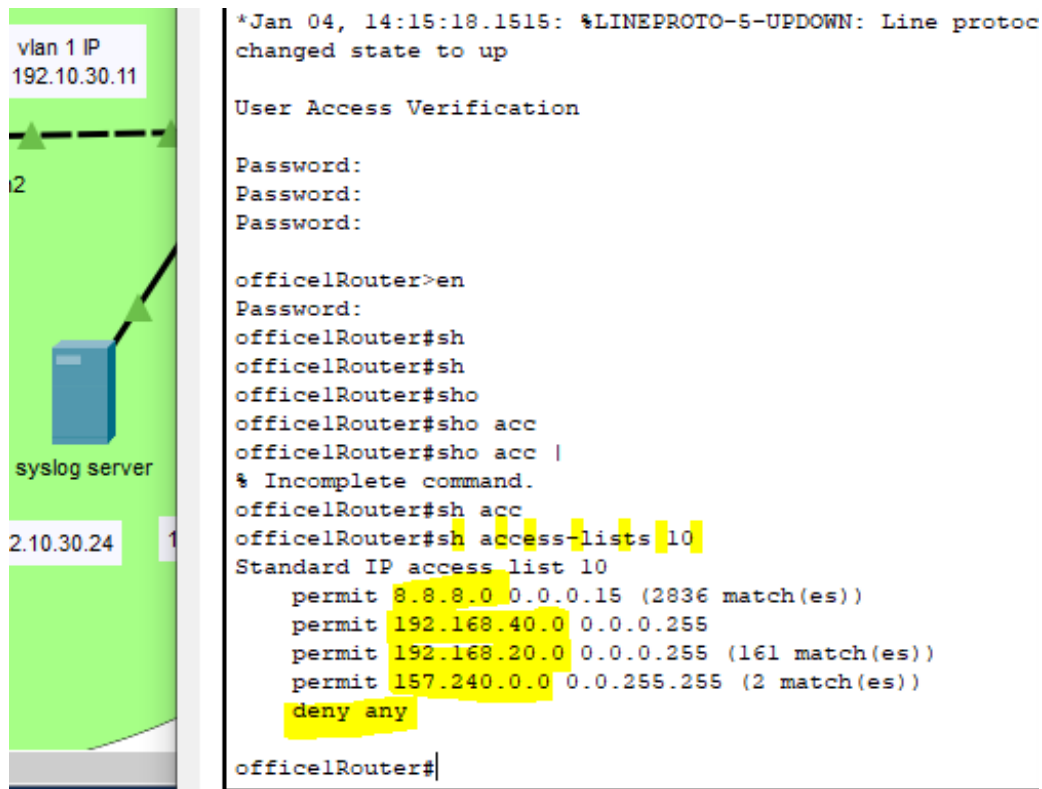 vlan 1 IP
192.10.30.11
12
syslog server
2.10.30.24
1
*Jan 04, 14:15:18.1515: %LINEPROTO-5-UPDOWN: Line protoc
changed state to up
User Access Verification
Password:
Password:
Password:
office1Router>en
Password:
office1Router#sh
office1Router#sh
office1Router#sho
office1Router#sho acc
office1Router#sho acc |
% Incomplete command.
office1Router#sh acc
office1Router#sh access-lists 10
Standard IP access list 10
permit 8.8.8.0 0.0.0.15 (2836 match(es))
permit 192.168.40.0 0.0.0.255
permit 192.168.20.0 0.0.0.255 (161 match(es))
permit 157.240.0.0 0.0.255.255 (2 match(es))
deny any
office1Router#